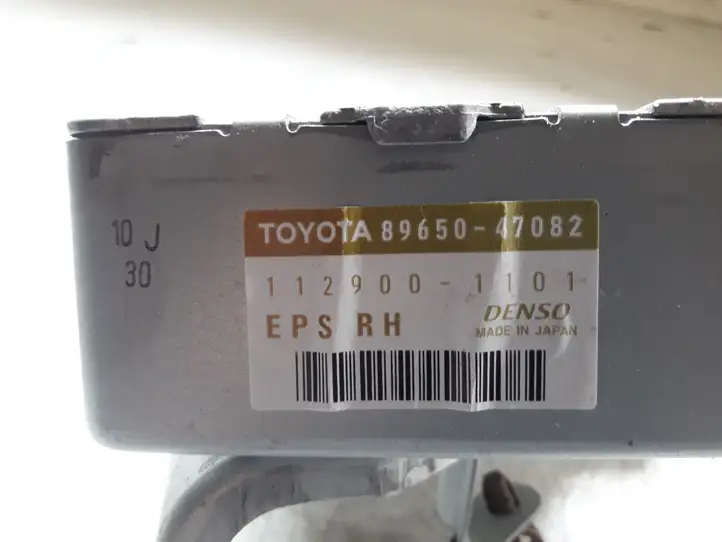 10 J
30
TOYOTA 89650-47082
112900-1101
EPS RH
DENSO
MADE IN JAPAN